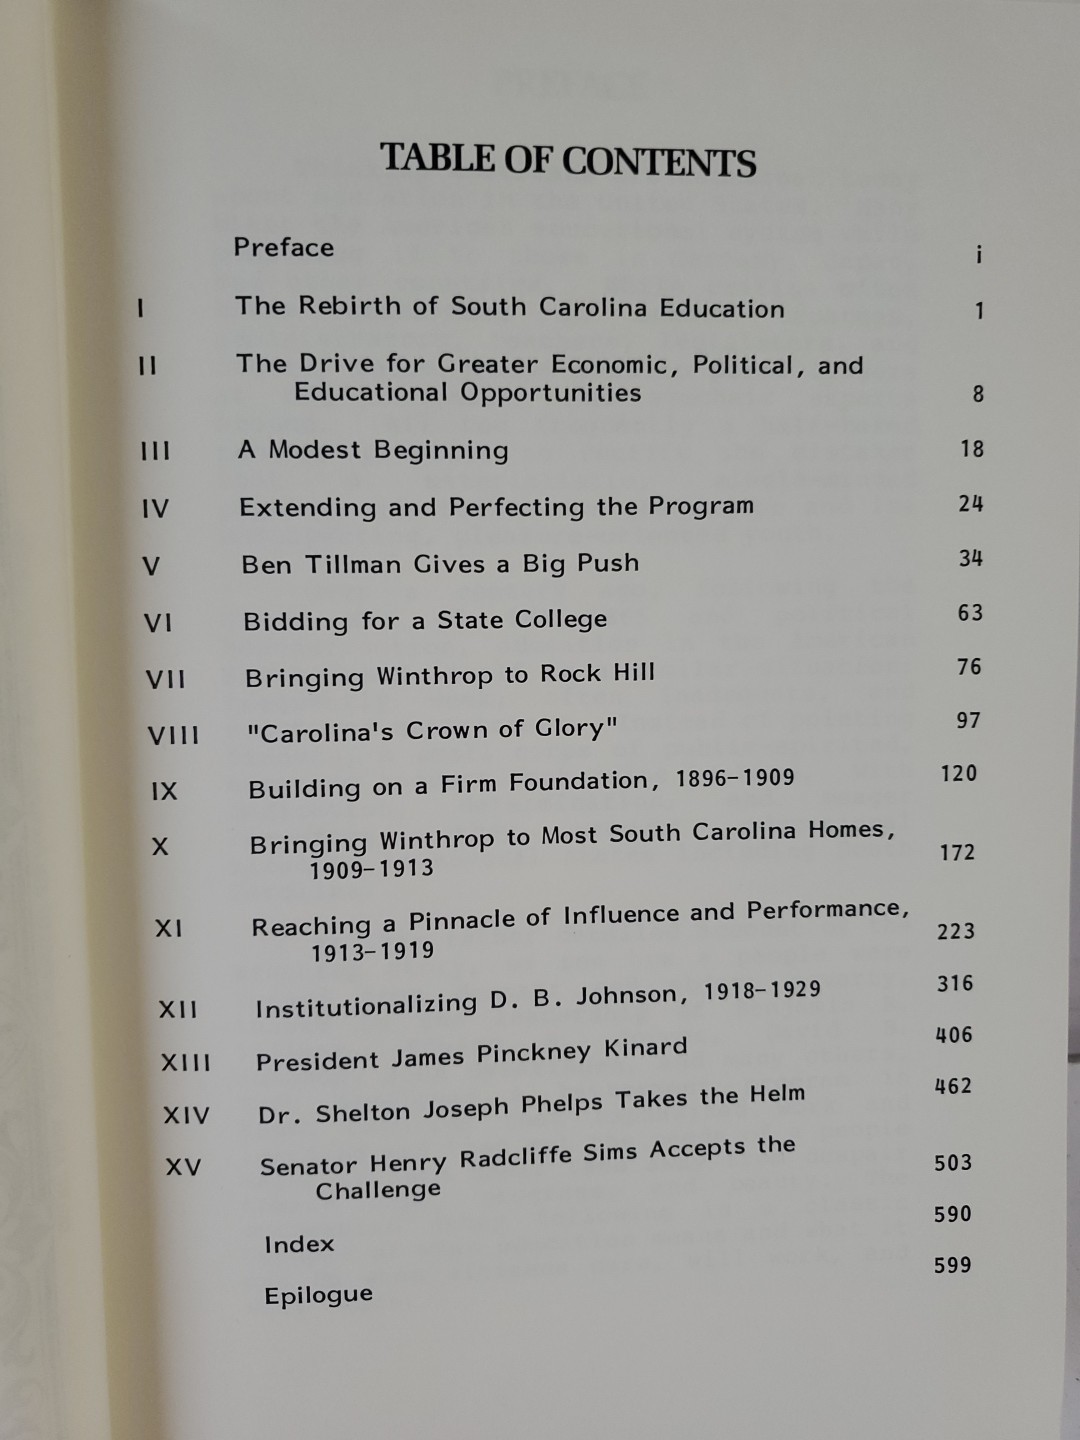 TABLE OF CONTENTS
Preface i
I The Rebirth of South Carolina Education 1
II The Drive for Greater Economic, Political, and
Educational Opportunities 8
III A Modest Beginning 18
IV Extending and Perfecting the Program 24
V Ben Tillman Gives a Big Push 34
VI Bidding for a State College 63
VII Bringing Winthrop to Rock Hill 76
VIII "Carolina's Crown of Glory" 97
IX Building on a Firm Foundation, 1896-1909 120
X Bringing Winthrop to Most South Carolina Homes,
1909-1913 172
XI Reaching a Pinnacle of Influence and Performance,
1913-1919 223
XII Institutionalizing D. B. Johnson, 1918-1929 316
XIII President James Pinckney Kinard 406
XIV Dr. Shelton Joseph Phelps Takes the Helm 462
XV Senator Henry Radcliffe Sims Accepts the
Challenge 503
Index 590
Epilogue 599